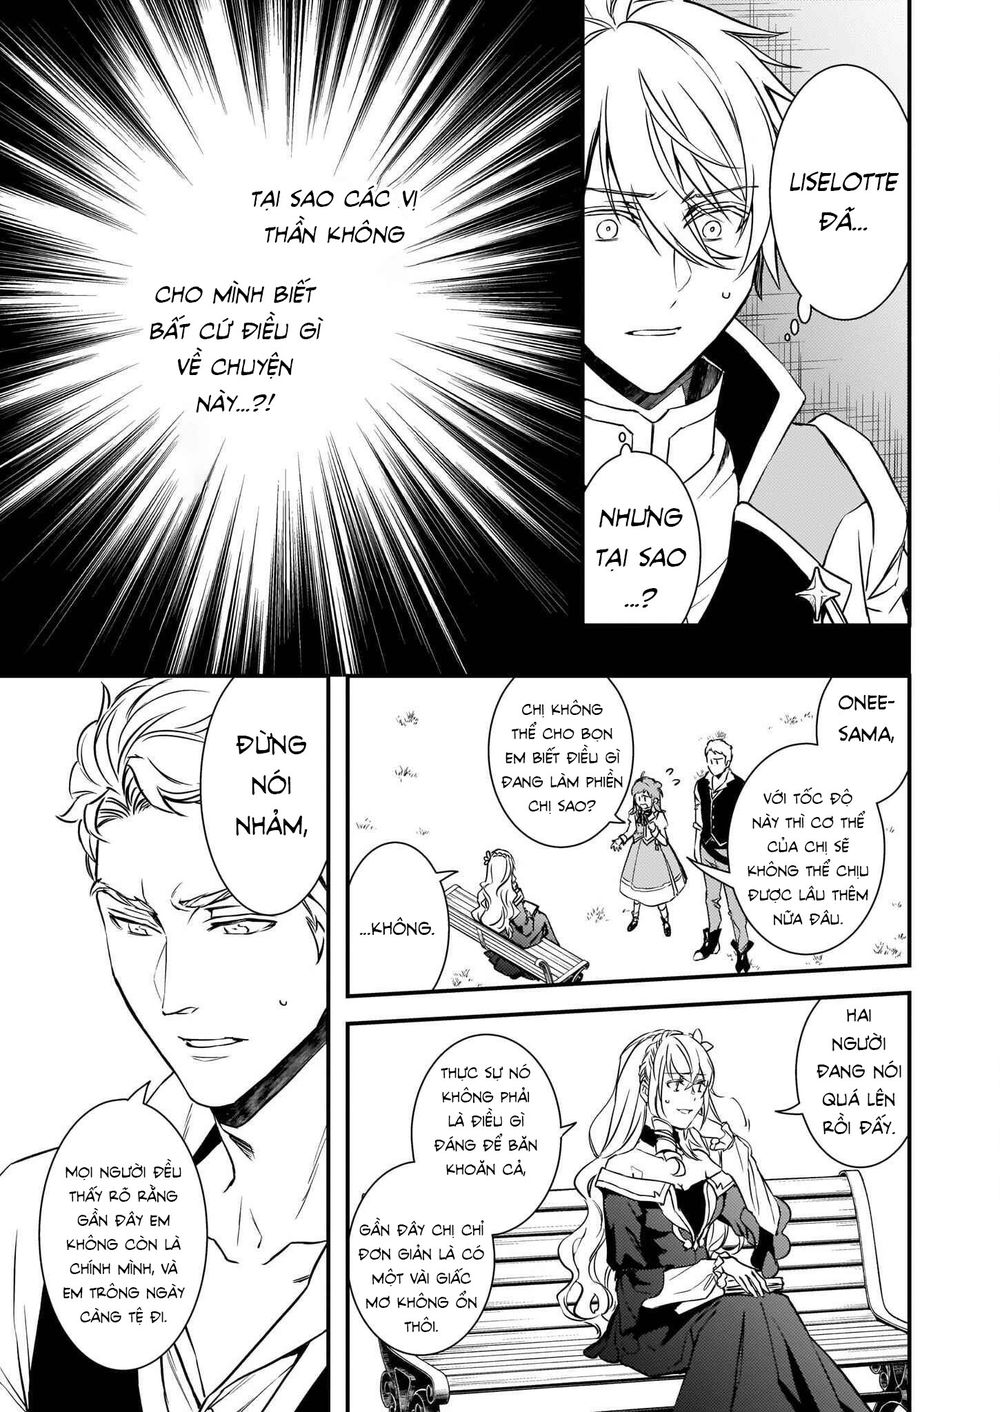 LISELOTTE
ĐÃ...
NHƯNG
TẠI SAO
...?
TẠI SAO CÁC VỊ
THẦN KHÔNG
CHO MÌNH BIẾT
BẤT CỨ ĐIỀU GÌ
VỀ CHUYỆN
NÀY...?!
ONEE-
SAMA,
VỚI TỐC ĐỘ
NÀY THÌ CƠ THỂ
CỦA CHỊ SẼ
KHÔNG THỂ CHỊU
ĐƯỢC LÂU THÊM
NỮA ĐÂU.
CHỊ KHÔNG
THỂ CHO BỌN
EM BIẾT ĐIỀU GÌ
ĐANG LÀM PHIỀN
CHỊ SAO?
...KHÔNG.
HAI
NGƯỜI
ĐANG NÓI
QUÁ LÊN
RỒI ĐẤY.
THỰC SỰ NÓ
KHÔNG PHẢI
LÀ ĐIỀU GÌ
ĐÁNG ĐỂ BĂN
KHOĂN CẢ,
GẦN ĐÂY CHỊ CHỈ
ĐƠN GIẢN LÀ CÓ
MỘT VÀI GIẤC
MƠ KHÔNG ỔN
THÔI.
ĐỪNG
NÓI
NHẢM,
MỌI NGƯỜI ĐỀU
THẤY RÕ RẰNG
GẦN ĐÂY EM
KHÔNG CÒN LÀ
CHÍNH MÌNH, VÀ
EM TRÔNG NGÀY
CÀNG TỆ ĐI.